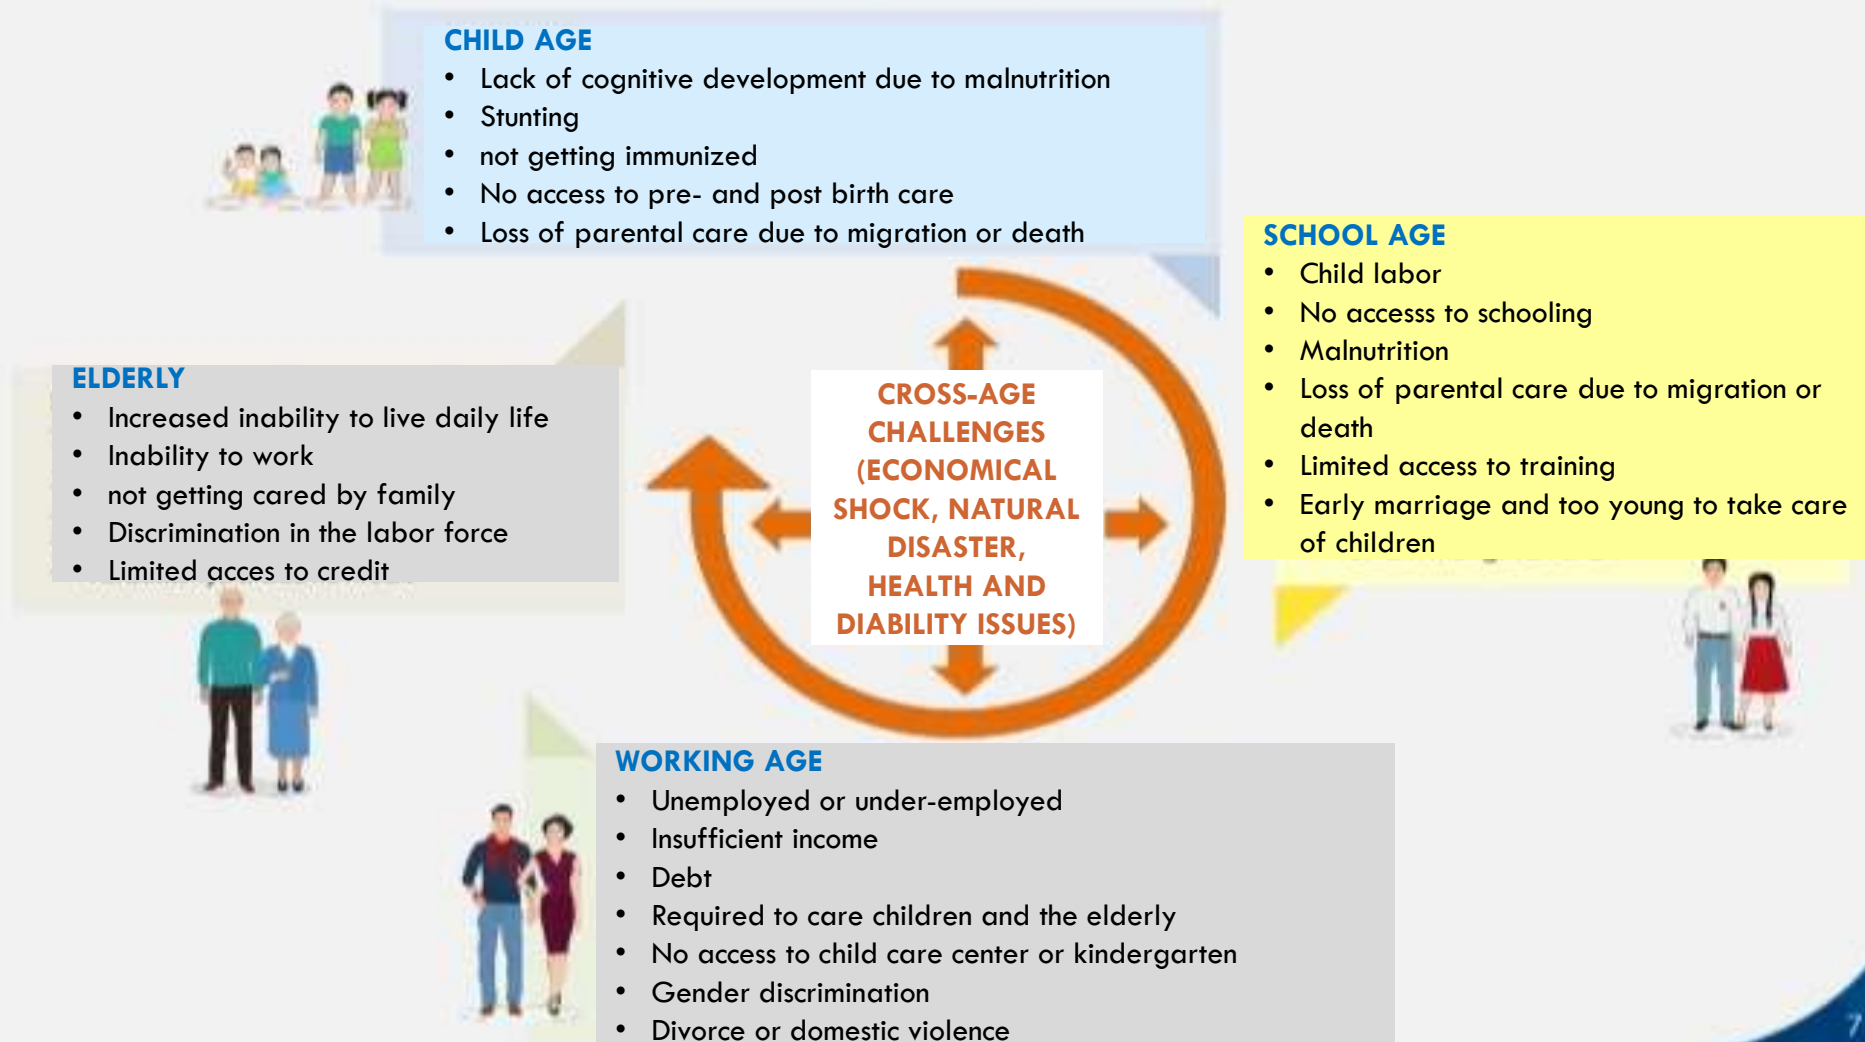 CHILD AGE
• Lack of cognitive development due to malnutrition
• Stunting
• not getting immunized
• No access to pre- and post birth care
• Loss of parental care due to migration or death
SCHOOL AGE
• Child labor
• No accesss to schooling
• Malnutrition
• Loss of parental care due to migration or
death
• Limited access to training
• Early marriage and too young to take care
of children
ELDERLY
• Increased inability to live daily life
• Inability to work
• not getting cared by family
• Discrimination in the labor force
• Limited acces to credit
CROSS-AGE
CHALLENGES
(ECONOMICAL
SHOCK, NATURAL
DISASTER,
HEALTH AND
DIABILITY ISSUES)
WORKING AGE
• Unemployed or under-employed
• Insufficient income
• Debt
• Required to care children and the elderly
• No access to child care center or kindergarten
• Gender discrimination
• Divorce or domestic violence
7